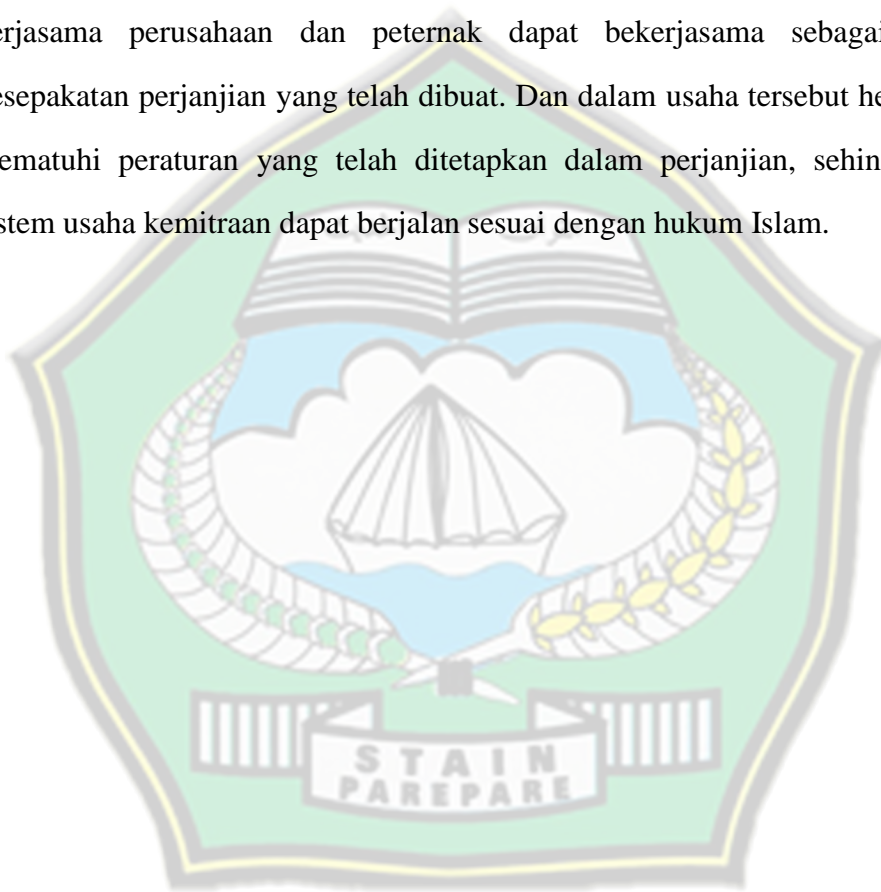 erjasama perusahaan dan peternak dapat bekerjasama sebagai
esepakatan perjanjian yang telah dibuat. Dan dalam usaha tersebut he
ematuhi peraturan yang telah ditetapkan dalam perjanjian, sehin
stem usaha kemitraan dapat berjalan sesuai dengan hukum Islam.
STAIN
PAREPARE